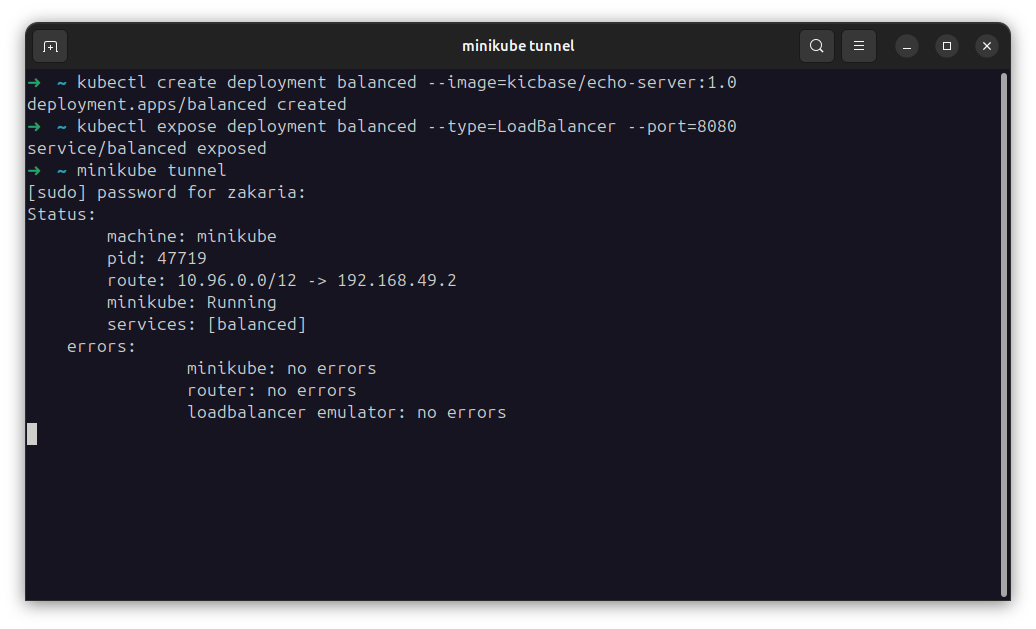 minikube tunnel
➜  ~ kubectl create deployment balanced --image=kicbase/echo-server:1.0
deployment.apps/balanced created
➜  ~ kubectl expose deployment balanced --type=LoadBalancer --port=8080
service/balanced exposed
➜  ~ minikube tunnel
[sudo] password for zakaria:
Status:
        machine: minikube
        pid: 47719
        route: 10.96.0.0/12 -> 192.168.49.2
        minikube: Running
        services: [balanced]
    errors:
                minikube: no errors
                router: no errors
                loadbalancer emulator: no errors